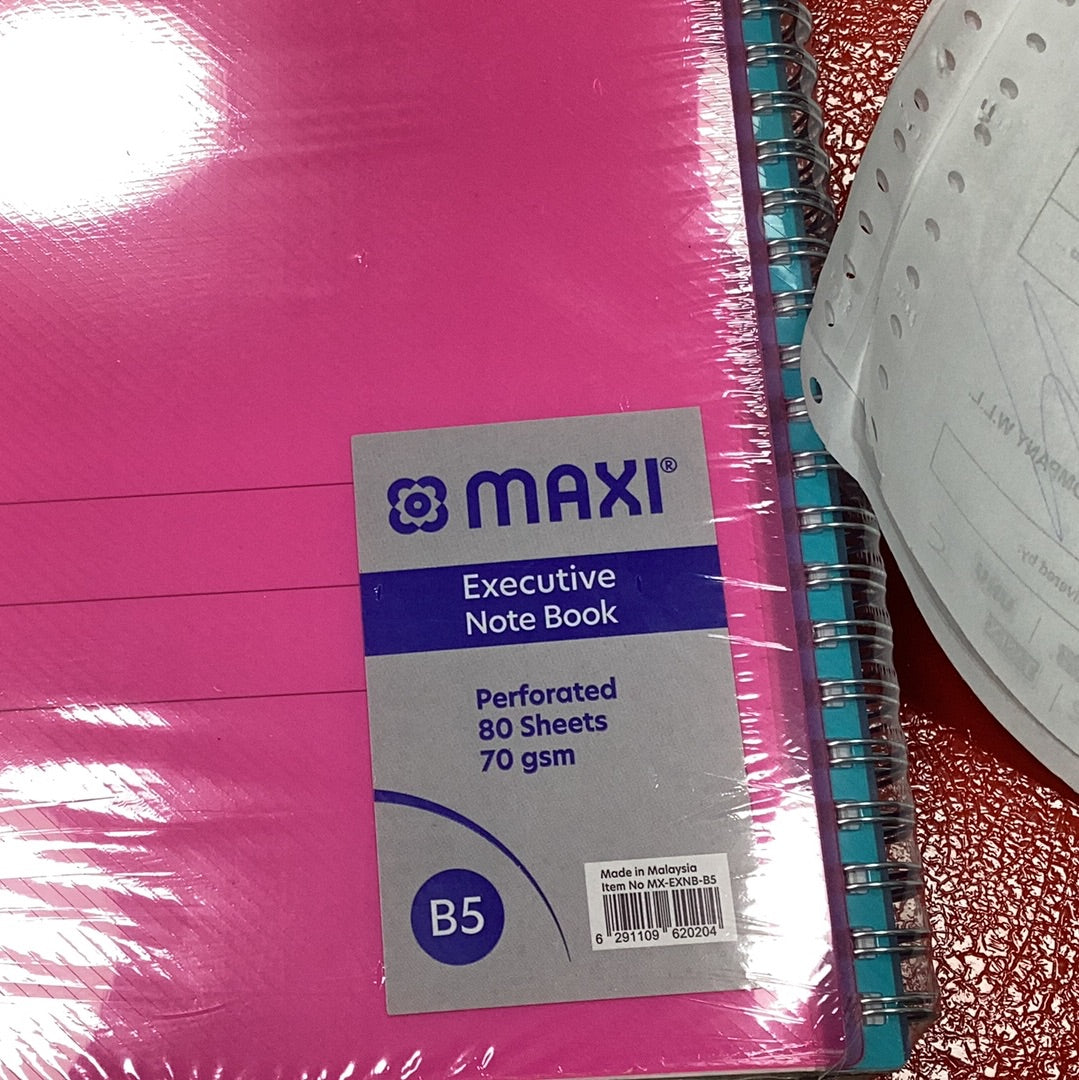 MAXI®
Executive
Note Book
Perforated
80 Sheets
70 gsm
B5
Made in Malaysia
Item No MX-EXNB-B5
6 291109 620204
W.L.L.